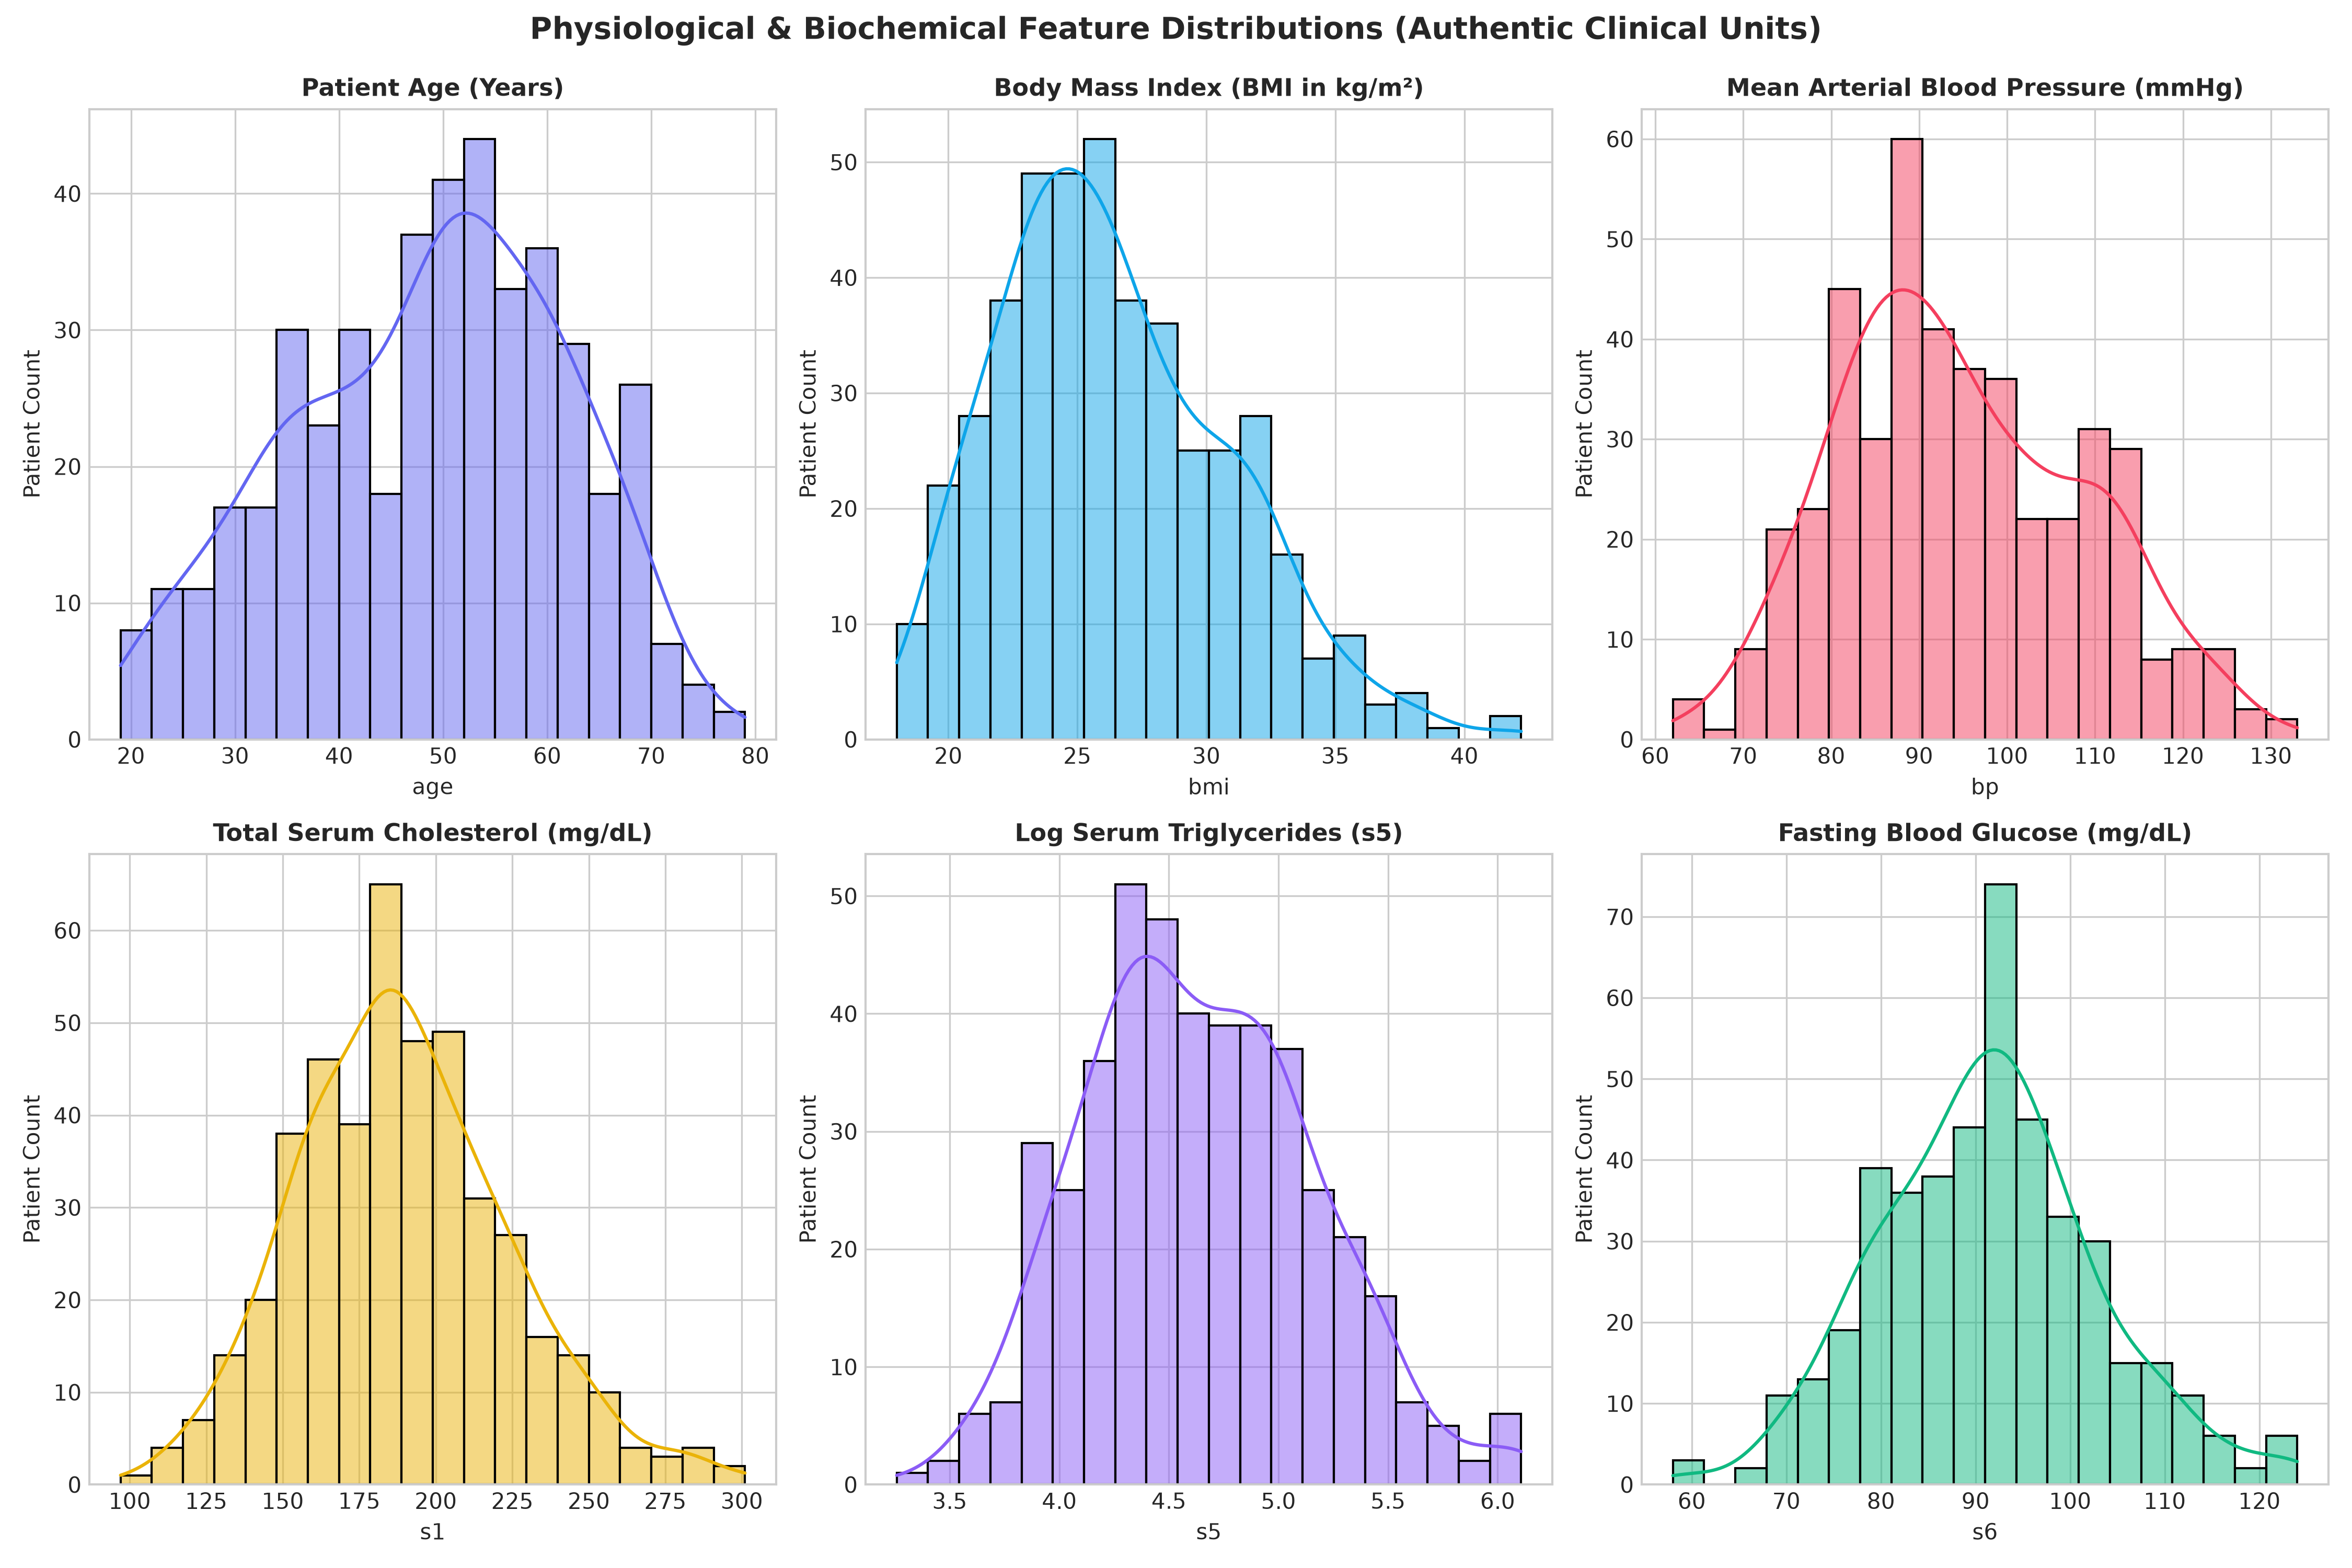 Physiological & Biochemical Feature Distributions (Authentic Clinical Units)
Patient Age (Years)
Patient Count
40
30
20
10
0
20 30 40 50 60 70 80
age
Body Mass Index (BMI in kg/m²)
Patient Count
50
40
30
20
10
0
20 25 30 35 40
bmi
Mean Arterial Blood Pressure (mmHg)
Patient Count
60
50
40
30
20
10
0
60 70 80 90 100 110 120 130
bp
Total Serum Cholesterol (mg/dL)
Patient Count
60
50
40
30
20
10
0
100 125 150 175 200 225 250 275 300
s1
Log Serum Triglycerides (s5)
Patient Count
50
40
30
20
10
0
3.5 4.0 4.5 5.0 5.5 6.0
s5
Fasting Blood Glucose (mg/dL)
Patient Count
70
60
50
40
30
20
10
0
60 70 80 90 100 110 120
s6